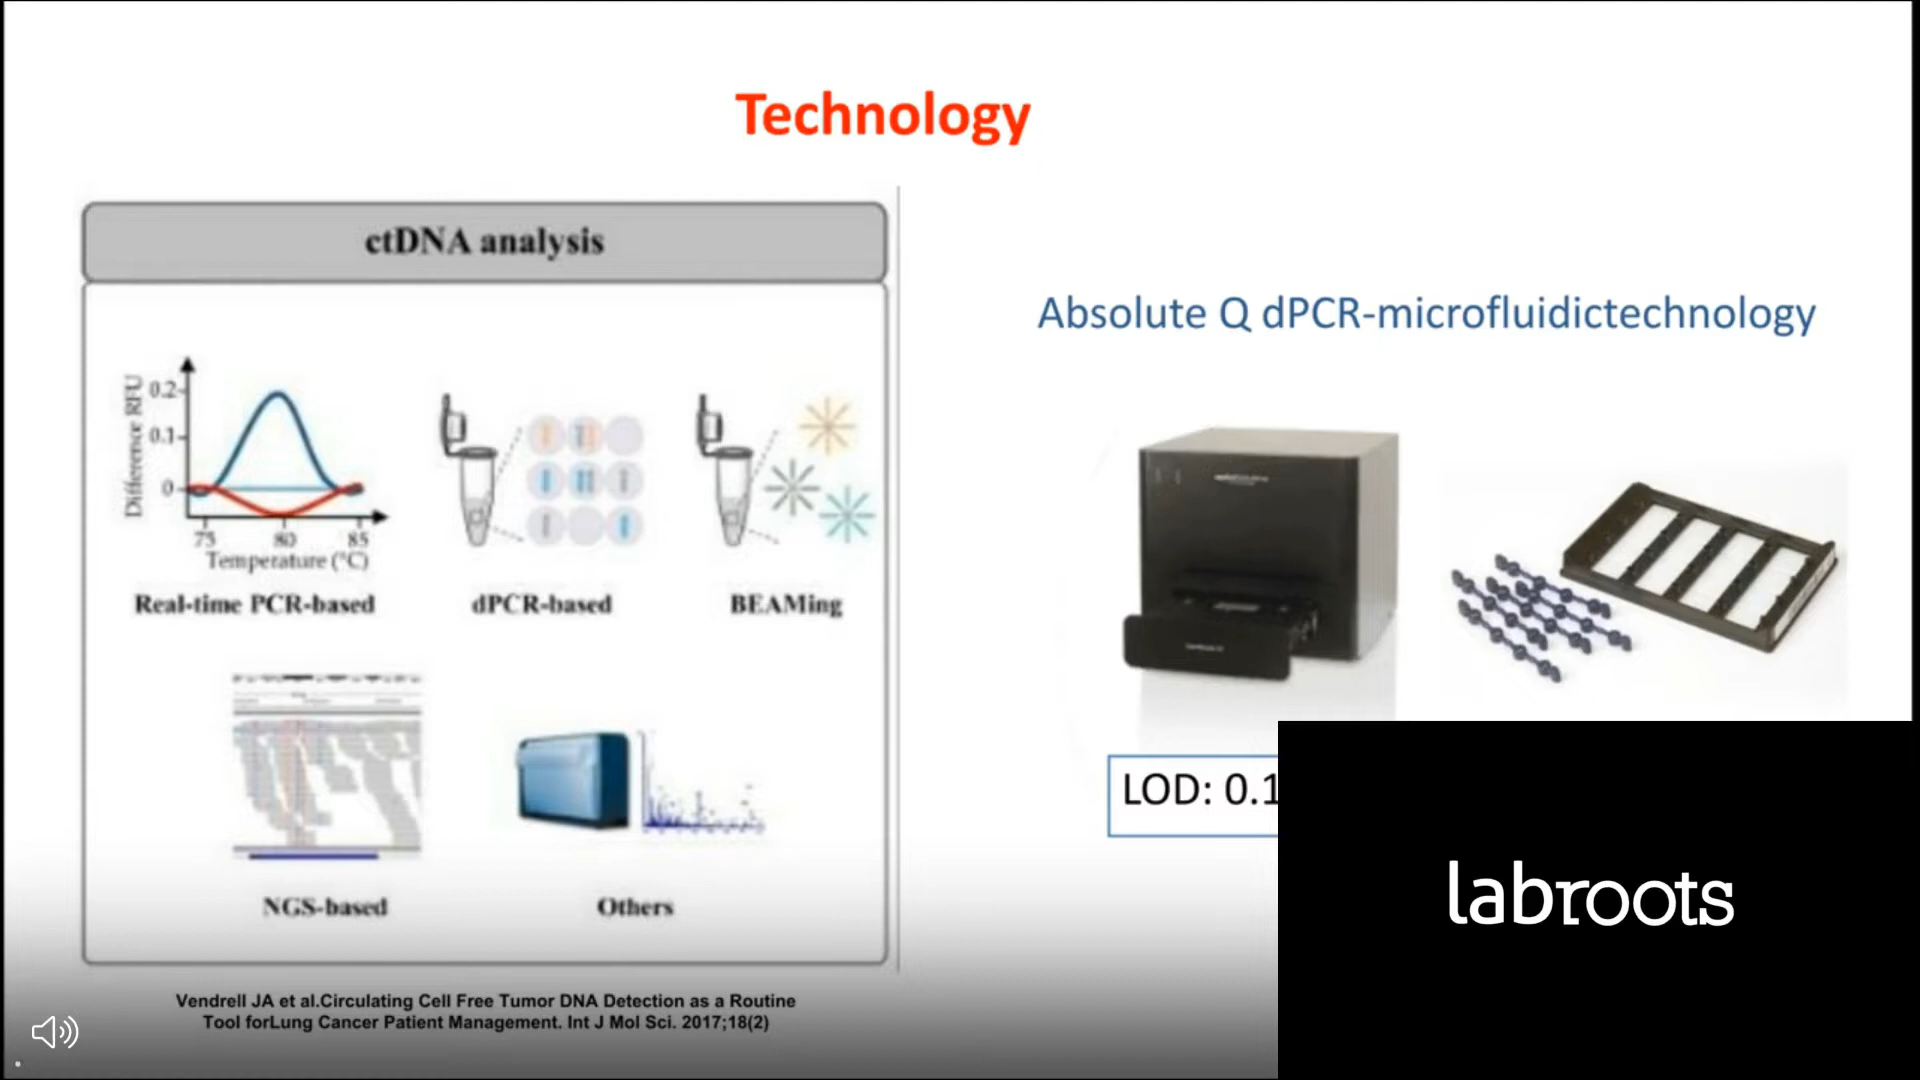 Technology
ctDNA analysis
Absolute Q dPCR-microfluidictechnology
Difference RFU
0.2
0.1
0
75 80 85
Temperature (°C)
Real-time PCR-based
dPCR-based
BEAMing
NGS-based
Others
LOD: 0.1
labroots
Vendrell JA et al.Circulating Cell Free Tumor DNA Detection as a Routine
Tool forLung Cancer Patient Management. Int J Mol Sci. 2017;18(2)